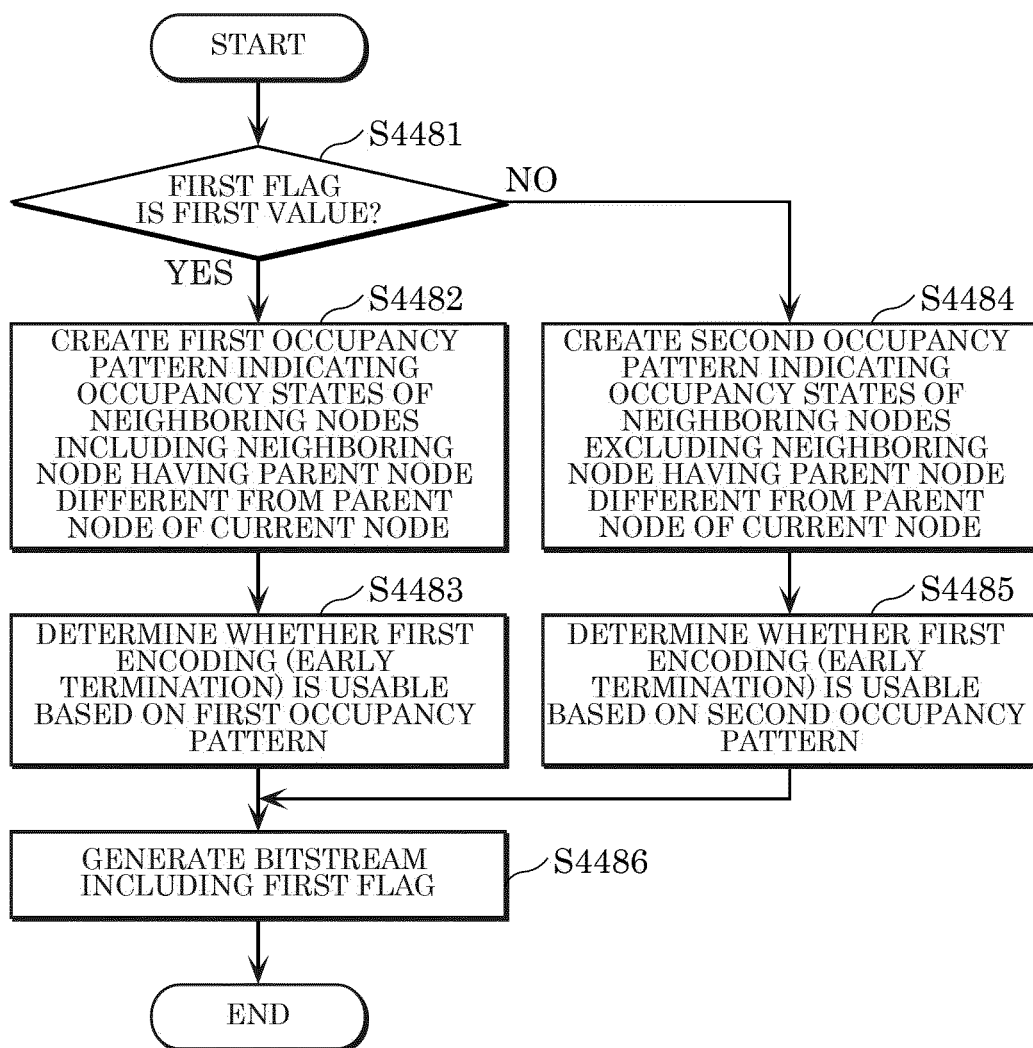 START
S4481
FIRST FLAG
IS FIRST VALUE?
NO
YES
S4482
CREATE FIRST OCCUPANCY
PATTERN INDICATING
OCCUPANCY STATES OF
NEIGHBORING NODES
INCLUDING NEIGHBORING
NODE HAVING PARENT NODE
DIFFERENT FROM PARENT
NODE OF CURRENT NODE
S4484
CREATE SECOND OCCUPANCY
PATTERN INDICATING
OCCUPANCY STATES OF
NEIGHBORING NODES
EXCLUDING NEIGHBORING
NODE HAVING PARENT NODE
DIFFERENT FROM PARENT
NODE OF CURRENT NODE
S4483
DETERMINE WHETHER FIRST
ENCODING (EARLY
TERMINATION) IS USABLE
BASED ON FIRST OCCUPANCY
PATTERN
S4485
DETERMINE WHETHER FIRST
ENCODING (EARLY
TERMINATION) IS USABLE
BASED ON SECOND OCCUPANCY
PATTERN
GENERATE BITSTREAM
INCLUDING FIRST FLAG
S4486
END